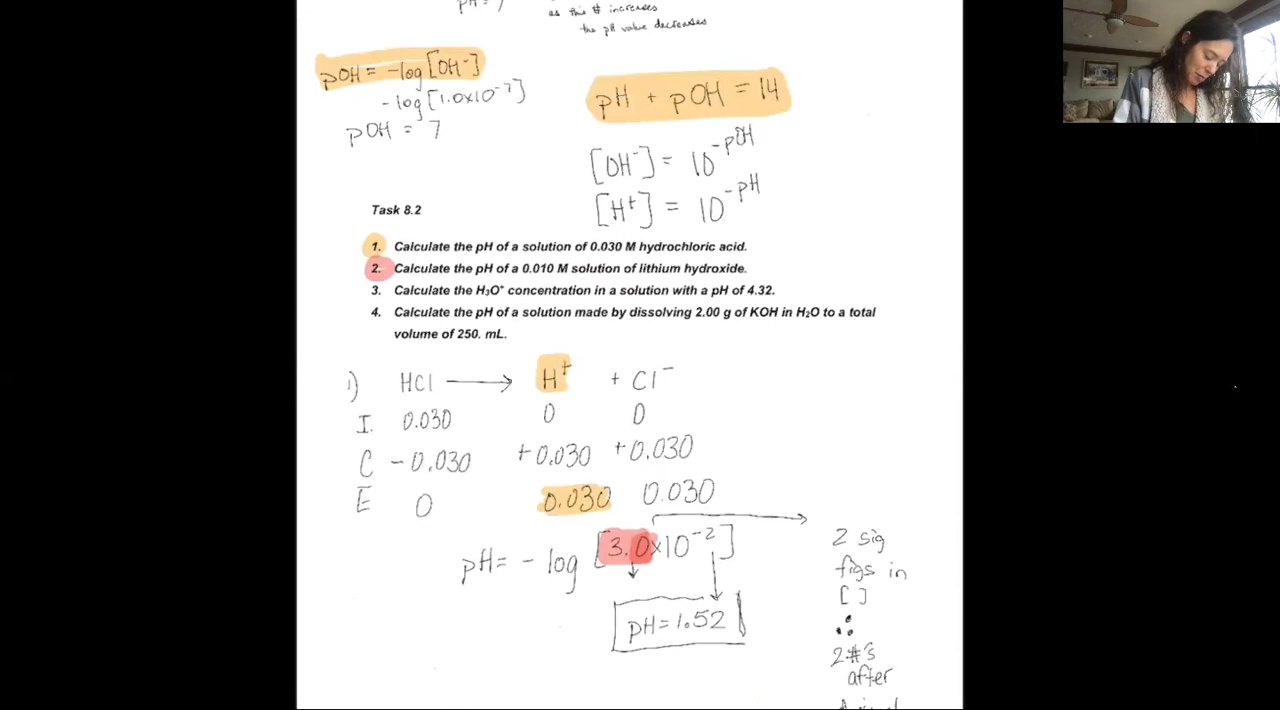 pH = 7
as this # increases
the pH value decreases
pOH = -log [OH⁻]
-log [1.0x10⁻⁷]
pOH = 7
pH + pOH = 14
[OH⁻] = 10⁻ᵖᴼᴴ
[H⁺] = 10⁻ᵖᴴ
Task 8.2
1. Calculate the pH of a solution of 0.030 M hydrochloric acid.
2. Calculate the pH of a 0.010 M solution of lithium hydroxide.
3. Calculate the H₃O⁺ concentration in a solution with a pH of 4.32.
4. Calculate the pH of a solution made by dissolving 2.00 g of KOH in H₂O to a total
volume of 250. mL.
1) HCl → H⁺ + Cl⁻
I. 0.030 0 0
C -0.030 +0.030 +0.030
E 0 0.030 0.030
pH = -log [3.0x10⁻²]
pH = 1.52
2 sig
figs in
[ ]
∴
2 #'s
after